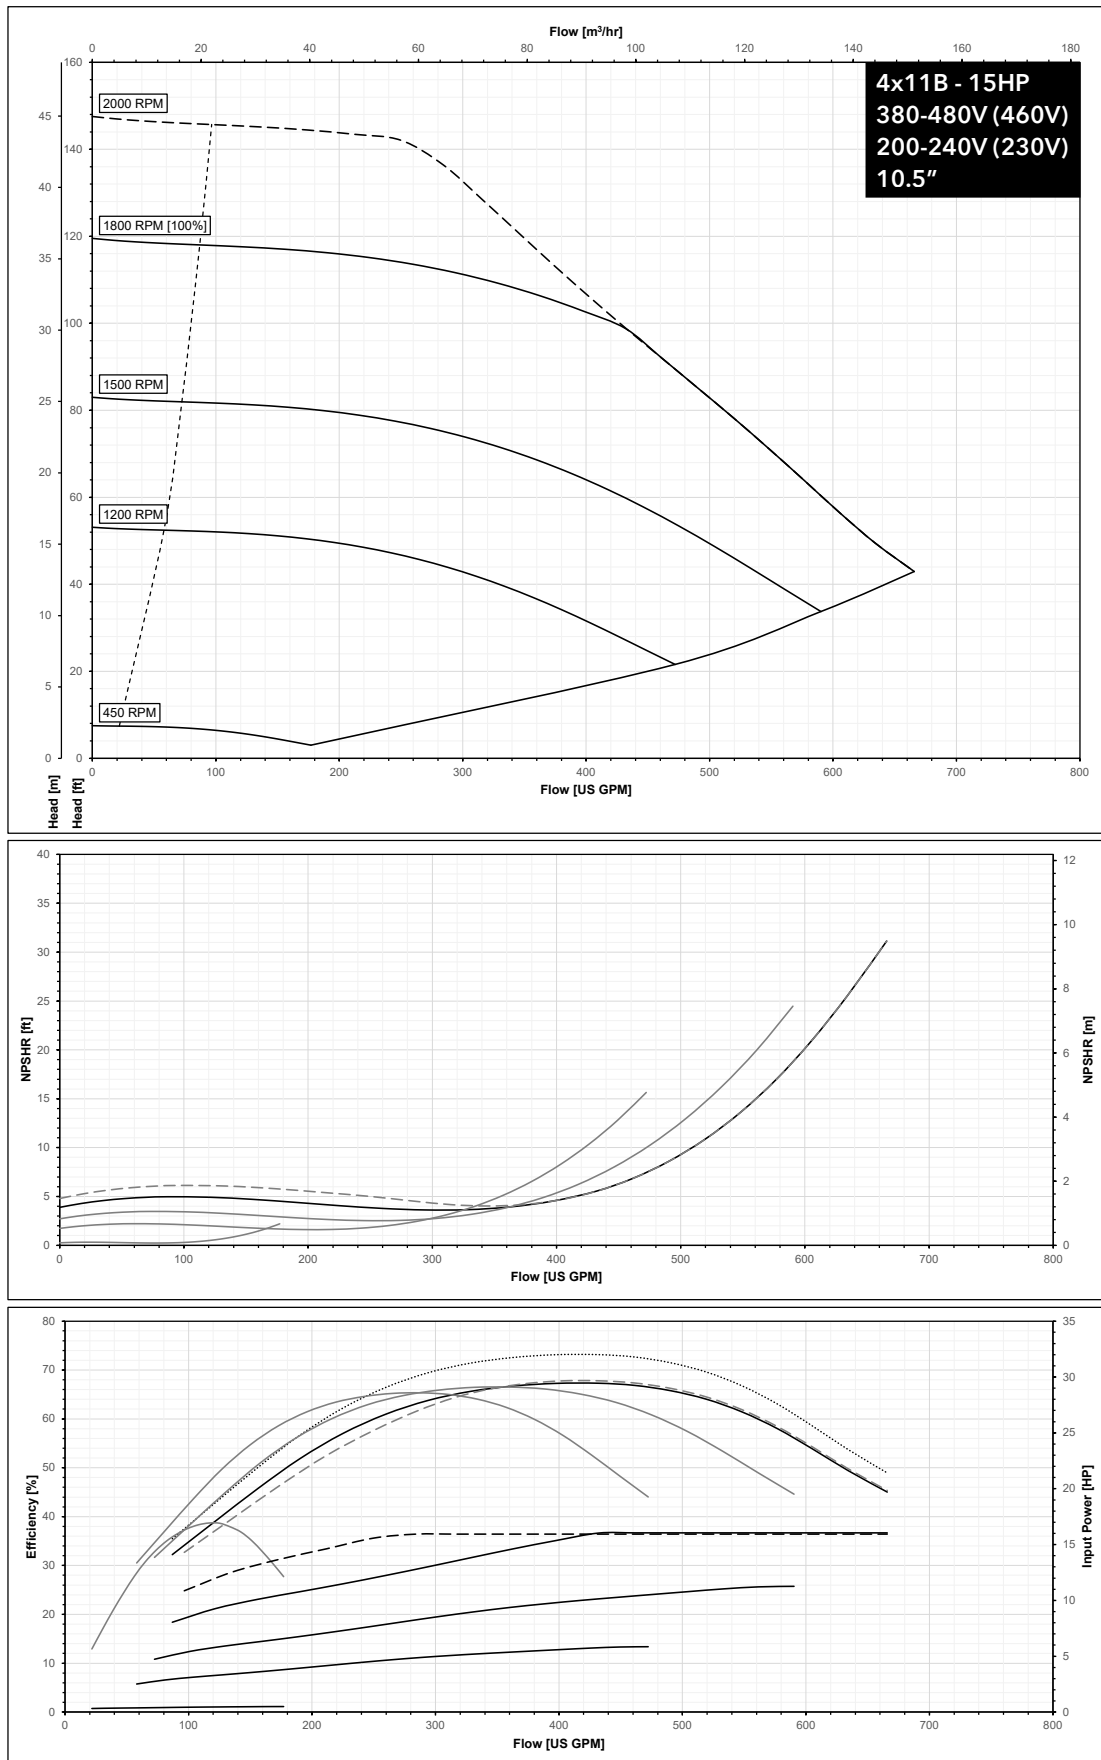 Flow [m³/hr]
0 20 40 60 80 100 120 140 160 180
4x11B - 15HP
380-480V (460V)
200-240V (230V)
10.5"
2000 RPM
1800 RPM [100%]
1500 RPM
1200 RPM
450 RPM
45
40
35
30
25
20
15
10
5
0
160
140
120
100
80
60
40
20
0
0 100 200 300 400 500 600 700 800
Flow [US GPM]
Head [m]
Head [ft]
40
35
30
25
20
15
10
5
0
NPSHR [ft]
12
10
8
6
4
2
0
NPSHR [m]
0 100 200 300 400 500 600 700 800
Flow [US GPM]
80
70
60
50
40
30
20
10
0
Efficiency [%]
35
30
25
20
15
10
5
0
Input Power [HP]
0 100 200 300 400 500 600 700 800
Flow [US GPM]